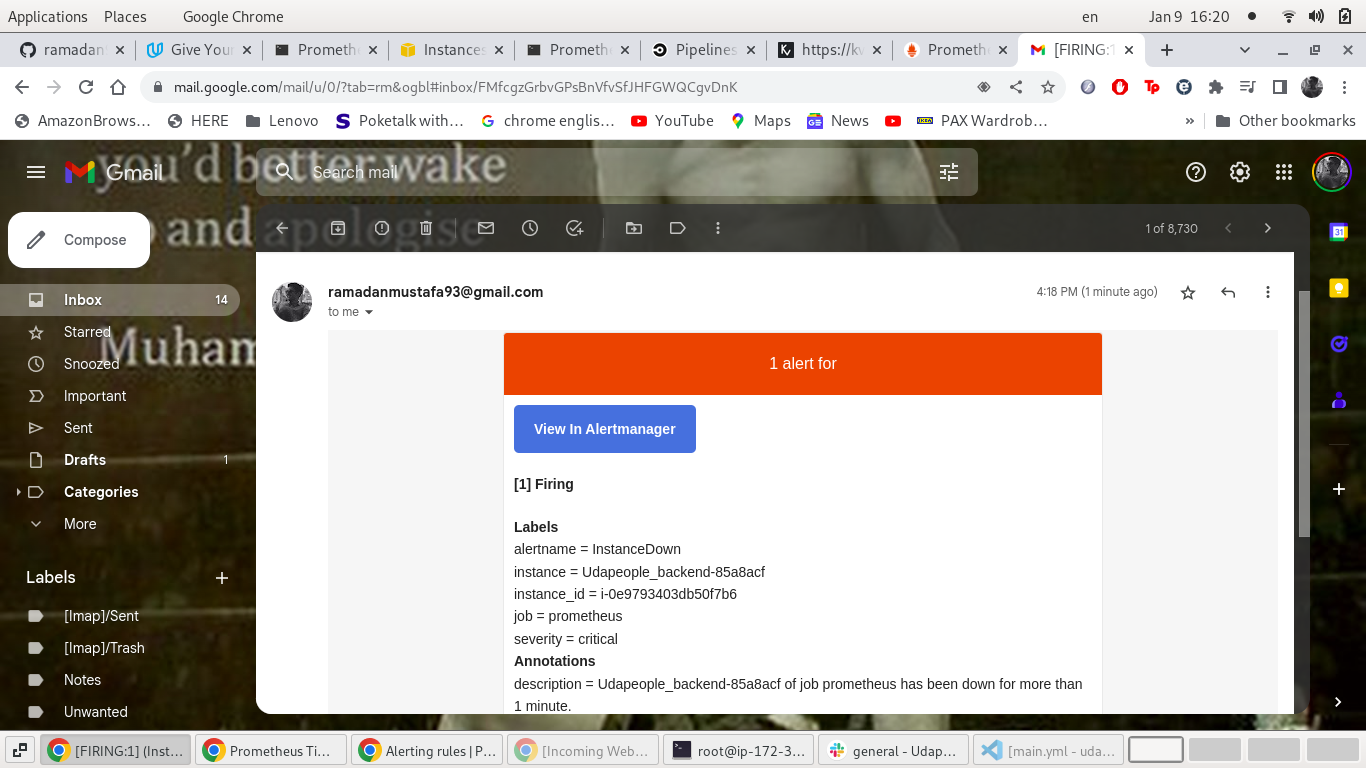 Applications Places Google Chrome en Jan 9 16:20
ramadan Give Your Prometh Instances Prometh Pipelines https://kv Prometh [FIRING:1
mail.google.com/mail/u/0/?tab=rm&ogbl#inbox/FMfcgzGrbvGPsBnVfvSfJHFGWQCgvDnK
AmazonBrows… HERE Lenovo Poketalk with… chrome englis… YouTube Maps News PAX Wardrob… » Other bookmarks
you'd better wake
and apologise
Muham
Gmail
Search mail
Compose
1 of 8,730
Inbox 14
Starred
Snoozed
Important
Sent
Drafts 1
Categories
More
Labels
[Imap]/Sent
[Imap]/Trash
Notes
Unwanted
ramadanmustafa93@gmail.com 4:18 PM (1 minute ago)
to me
1 alert for
View In Alertmanager
[1] Firing
Labels
alertname = InstanceDown
instance = Udapeople_backend-85a8acf
instance_id = i-0e9793403db50f7b6
job = prometheus
severity = critical
Annotations
description = Udapeople_backend-85a8acf of job prometheus has been down for more than
1 minute.
[FIRING:1] (Inst… Prometheus Ti… Alerting rules | P… [Incoming Web… root@ip-172-3… general - Udap… [main.yml - uda…